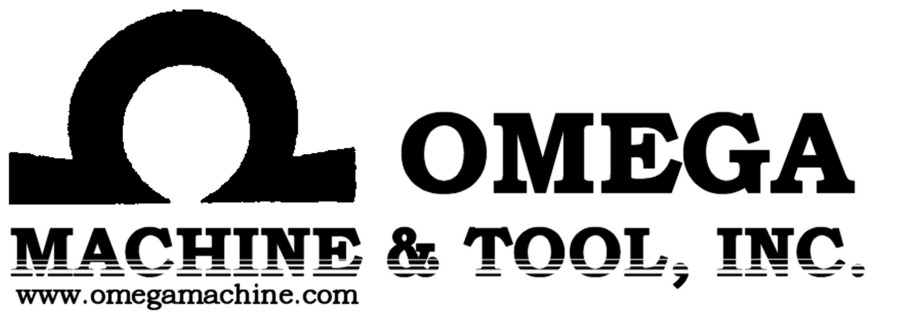 OMEGA
MACHINE & TOOL, INC.
www.omegamachine.com